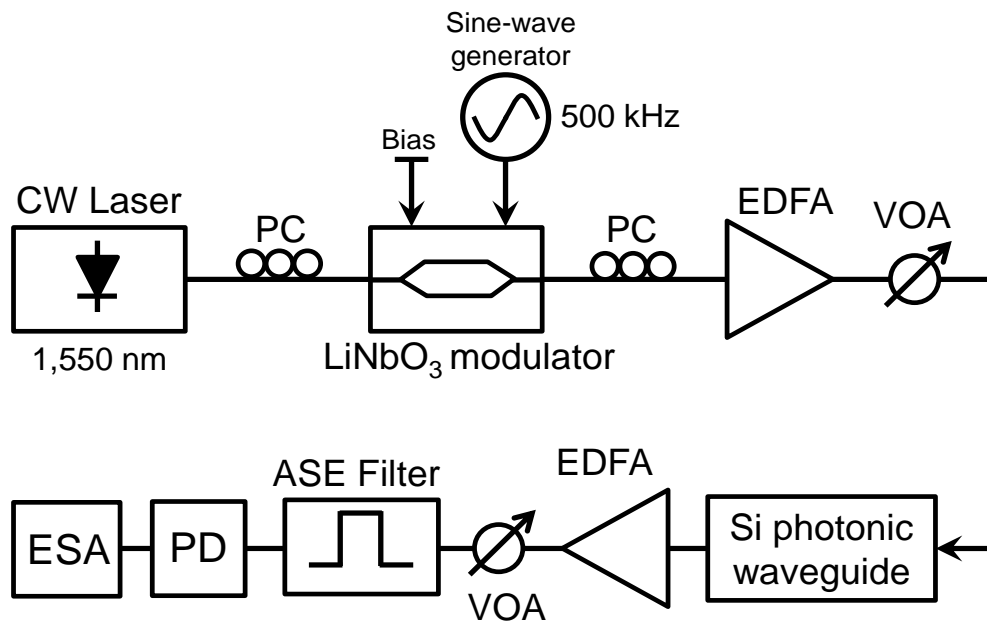 Sine-wave
generator
500 kHz
Bias
CW Laser
PC
PC
EDFA
VOA
1,550 nm
LiNbO₃ modulator
ASE Filter
EDFA
ESA
PD
VOA
Si photonic
waveguide